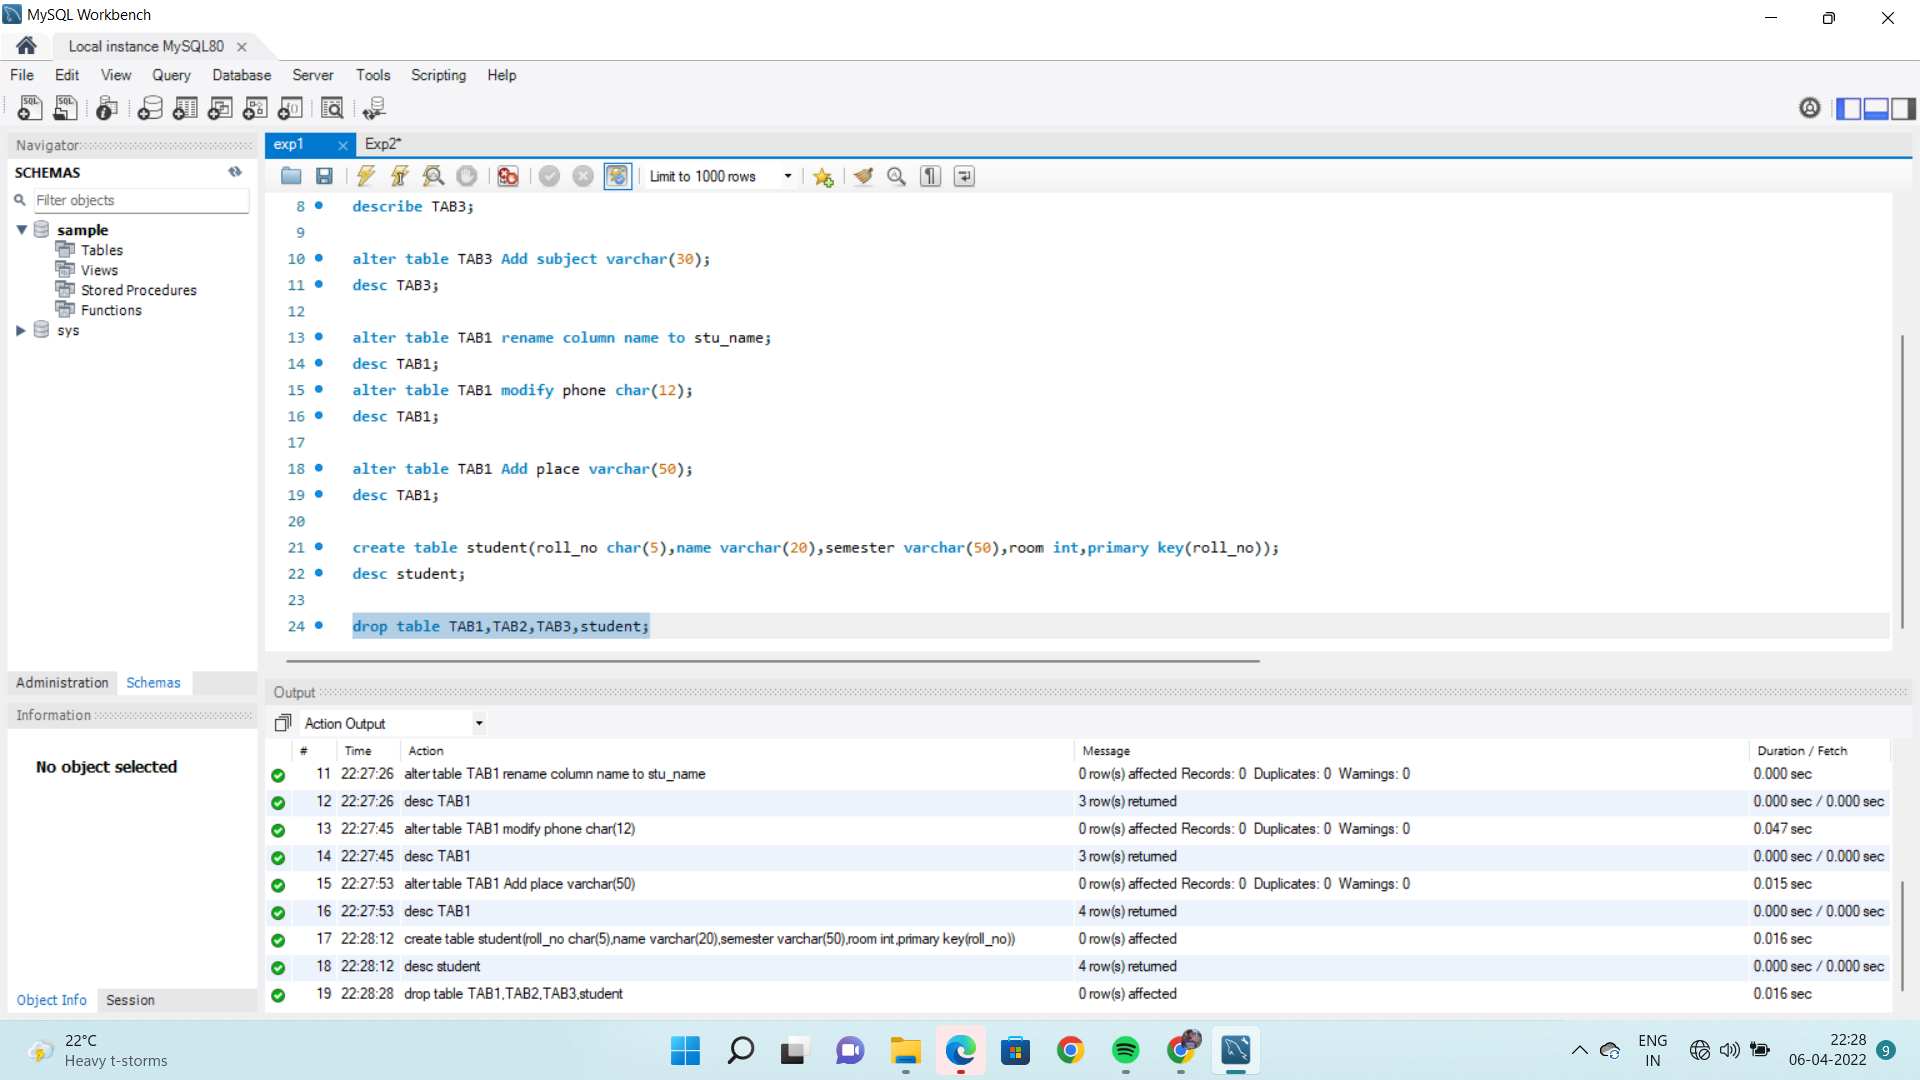 MySQL Workbench
Local instance MySQL80
File Edit View Query Database Server Tools Scripting Help
Navigator
SCHEMAS
Filter objects
sample
Tables
Views
Stored Procedures
Functions
sys
Administration Schemas
Information
No object selected
Object Info Session
exp1 Exp2*
Limit to 1000 rows
8 describe TAB3;
9
10 alter table TAB3 Add subject varchar(30);
11 desc TAB3;
12
13 alter table TAB1 rename column name to stu_name;
14 desc TAB1;
15 alter table TAB1 modify phone char(12);
16 desc TAB1;
17
18 alter table TAB1 Add place varchar(50);
19 desc TAB1;
20
21 create table student(roll_no char(5),name varchar(20),semester varchar(50),room int,primary key(roll_no));
22 desc student;
23
24 drop table TAB1,TAB2,TAB3,student;
Output
Action Output
# Time Action Message Duration / Fetch
11 22:27:26 alter table TAB1 rename column name to stu_name 0 row(s) affected Records: 0 Duplicates: 0 Warnings: 0 0.000 sec
12 22:27:26 desc TAB1 3 row(s) returned 0.000 sec / 0.000 sec
13 22:27:45 alter table TAB1 modify phone char(12) 0 row(s) affected Records: 0 Duplicates: 0 Warnings: 0 0.047 sec
14 22:27:45 desc TAB1 3 row(s) returned 0.000 sec / 0.000 sec
15 22:27:53 alter table TAB1 Add place varchar(50) 0 row(s) affected Records: 0 Duplicates: 0 Warnings: 0 0.015 sec
16 22:27:53 desc TAB1 4 row(s) returned 0.000 sec / 0.000 sec
17 22:28:12 create table student(roll_no char(5),name varchar(20),semester varchar(50),room int,primary key(roll_no)) 0 row(s) affected 0.016 sec
18 22:28:12 desc student 4 row(s) returned 0.000 sec / 0.000 sec
19 22:28:28 drop table TAB1,TAB2,TAB3,student 0 row(s) affected 0.016 sec
22°C
Heavy t-storms
ENG
IN
22:28
06-04-2022
9